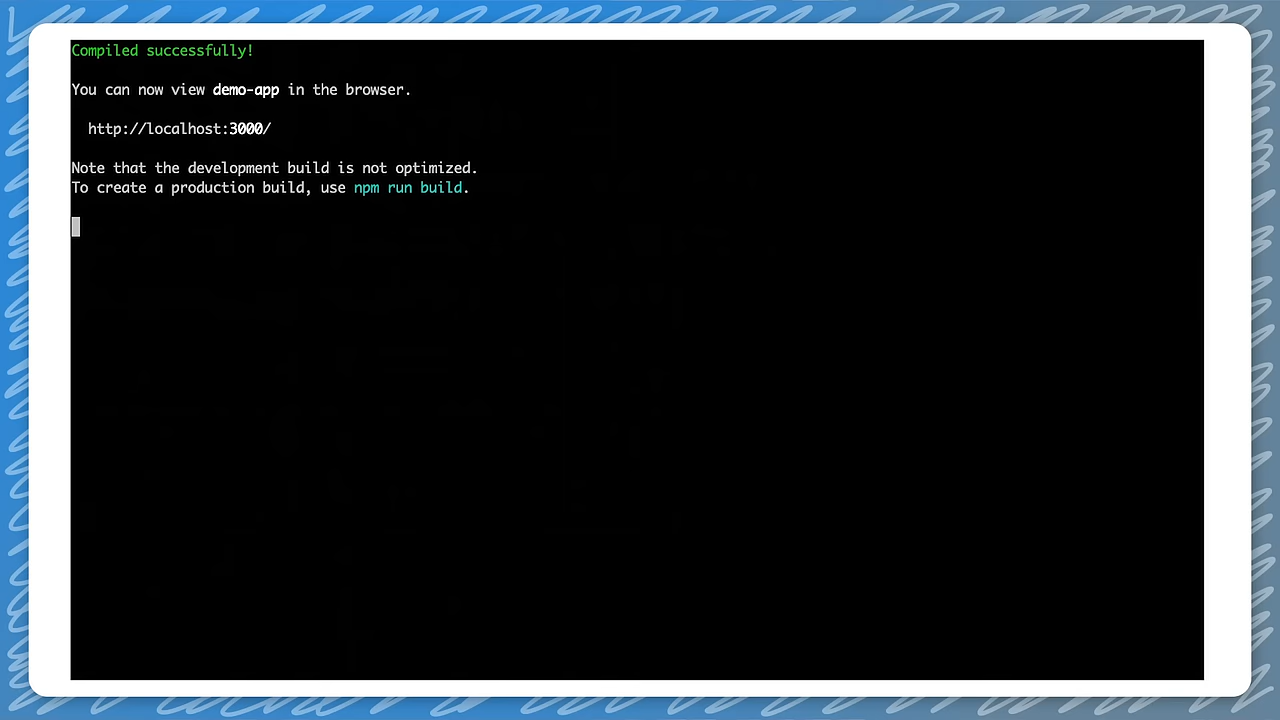 Compiled successfully!
You can now view demo-app in the browser.
http://localhost:3000/
Note that the development build is not optimized.
To create a production build, use npm run build.